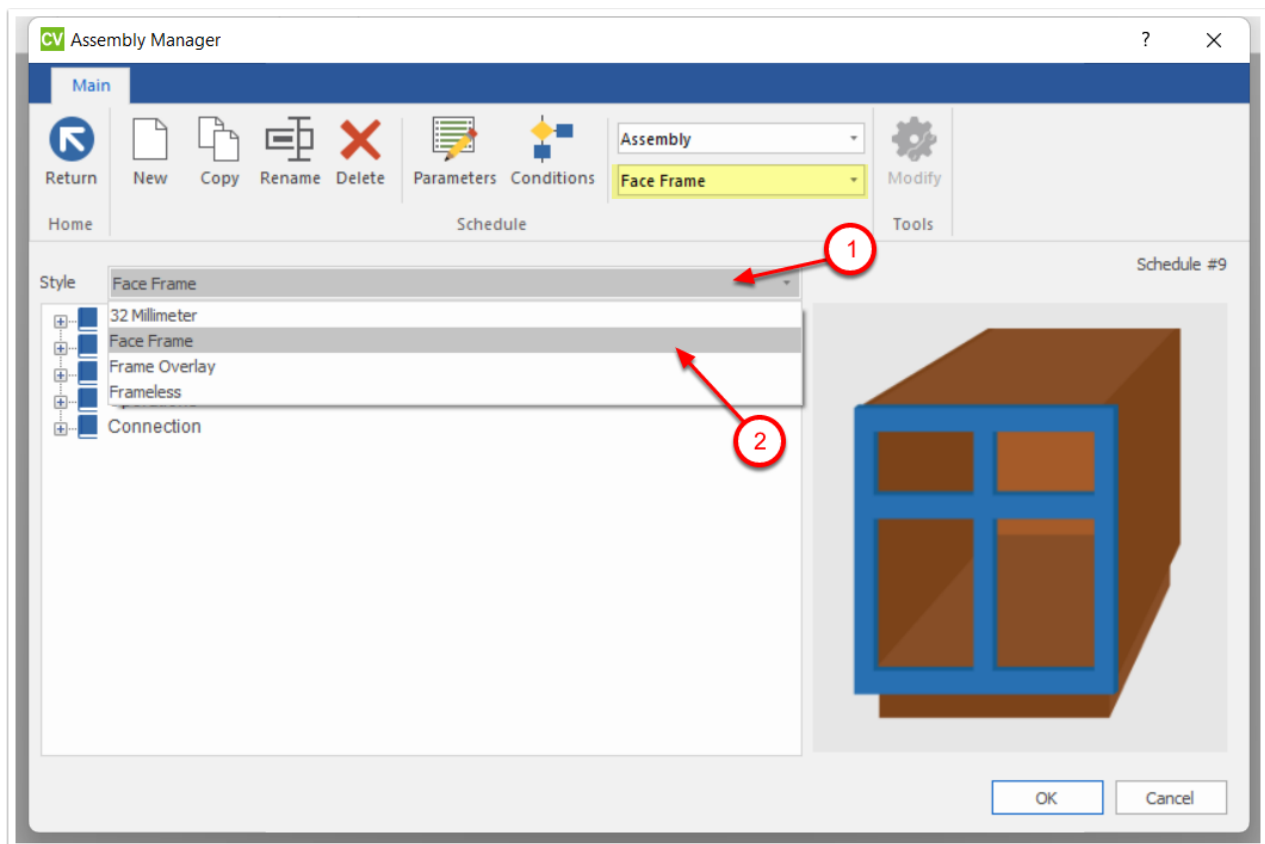 CV Assembly Manager ?
Main
Assembly
Face Frame
Return New Copy Rename Delete Parameters Conditions Modify
Home Schedule Tools
1
Schedule #9
Style Face Frame
32 Millimeter
Face Frame
Frame Overlay
Frameless
Connection
2
OK Cancel